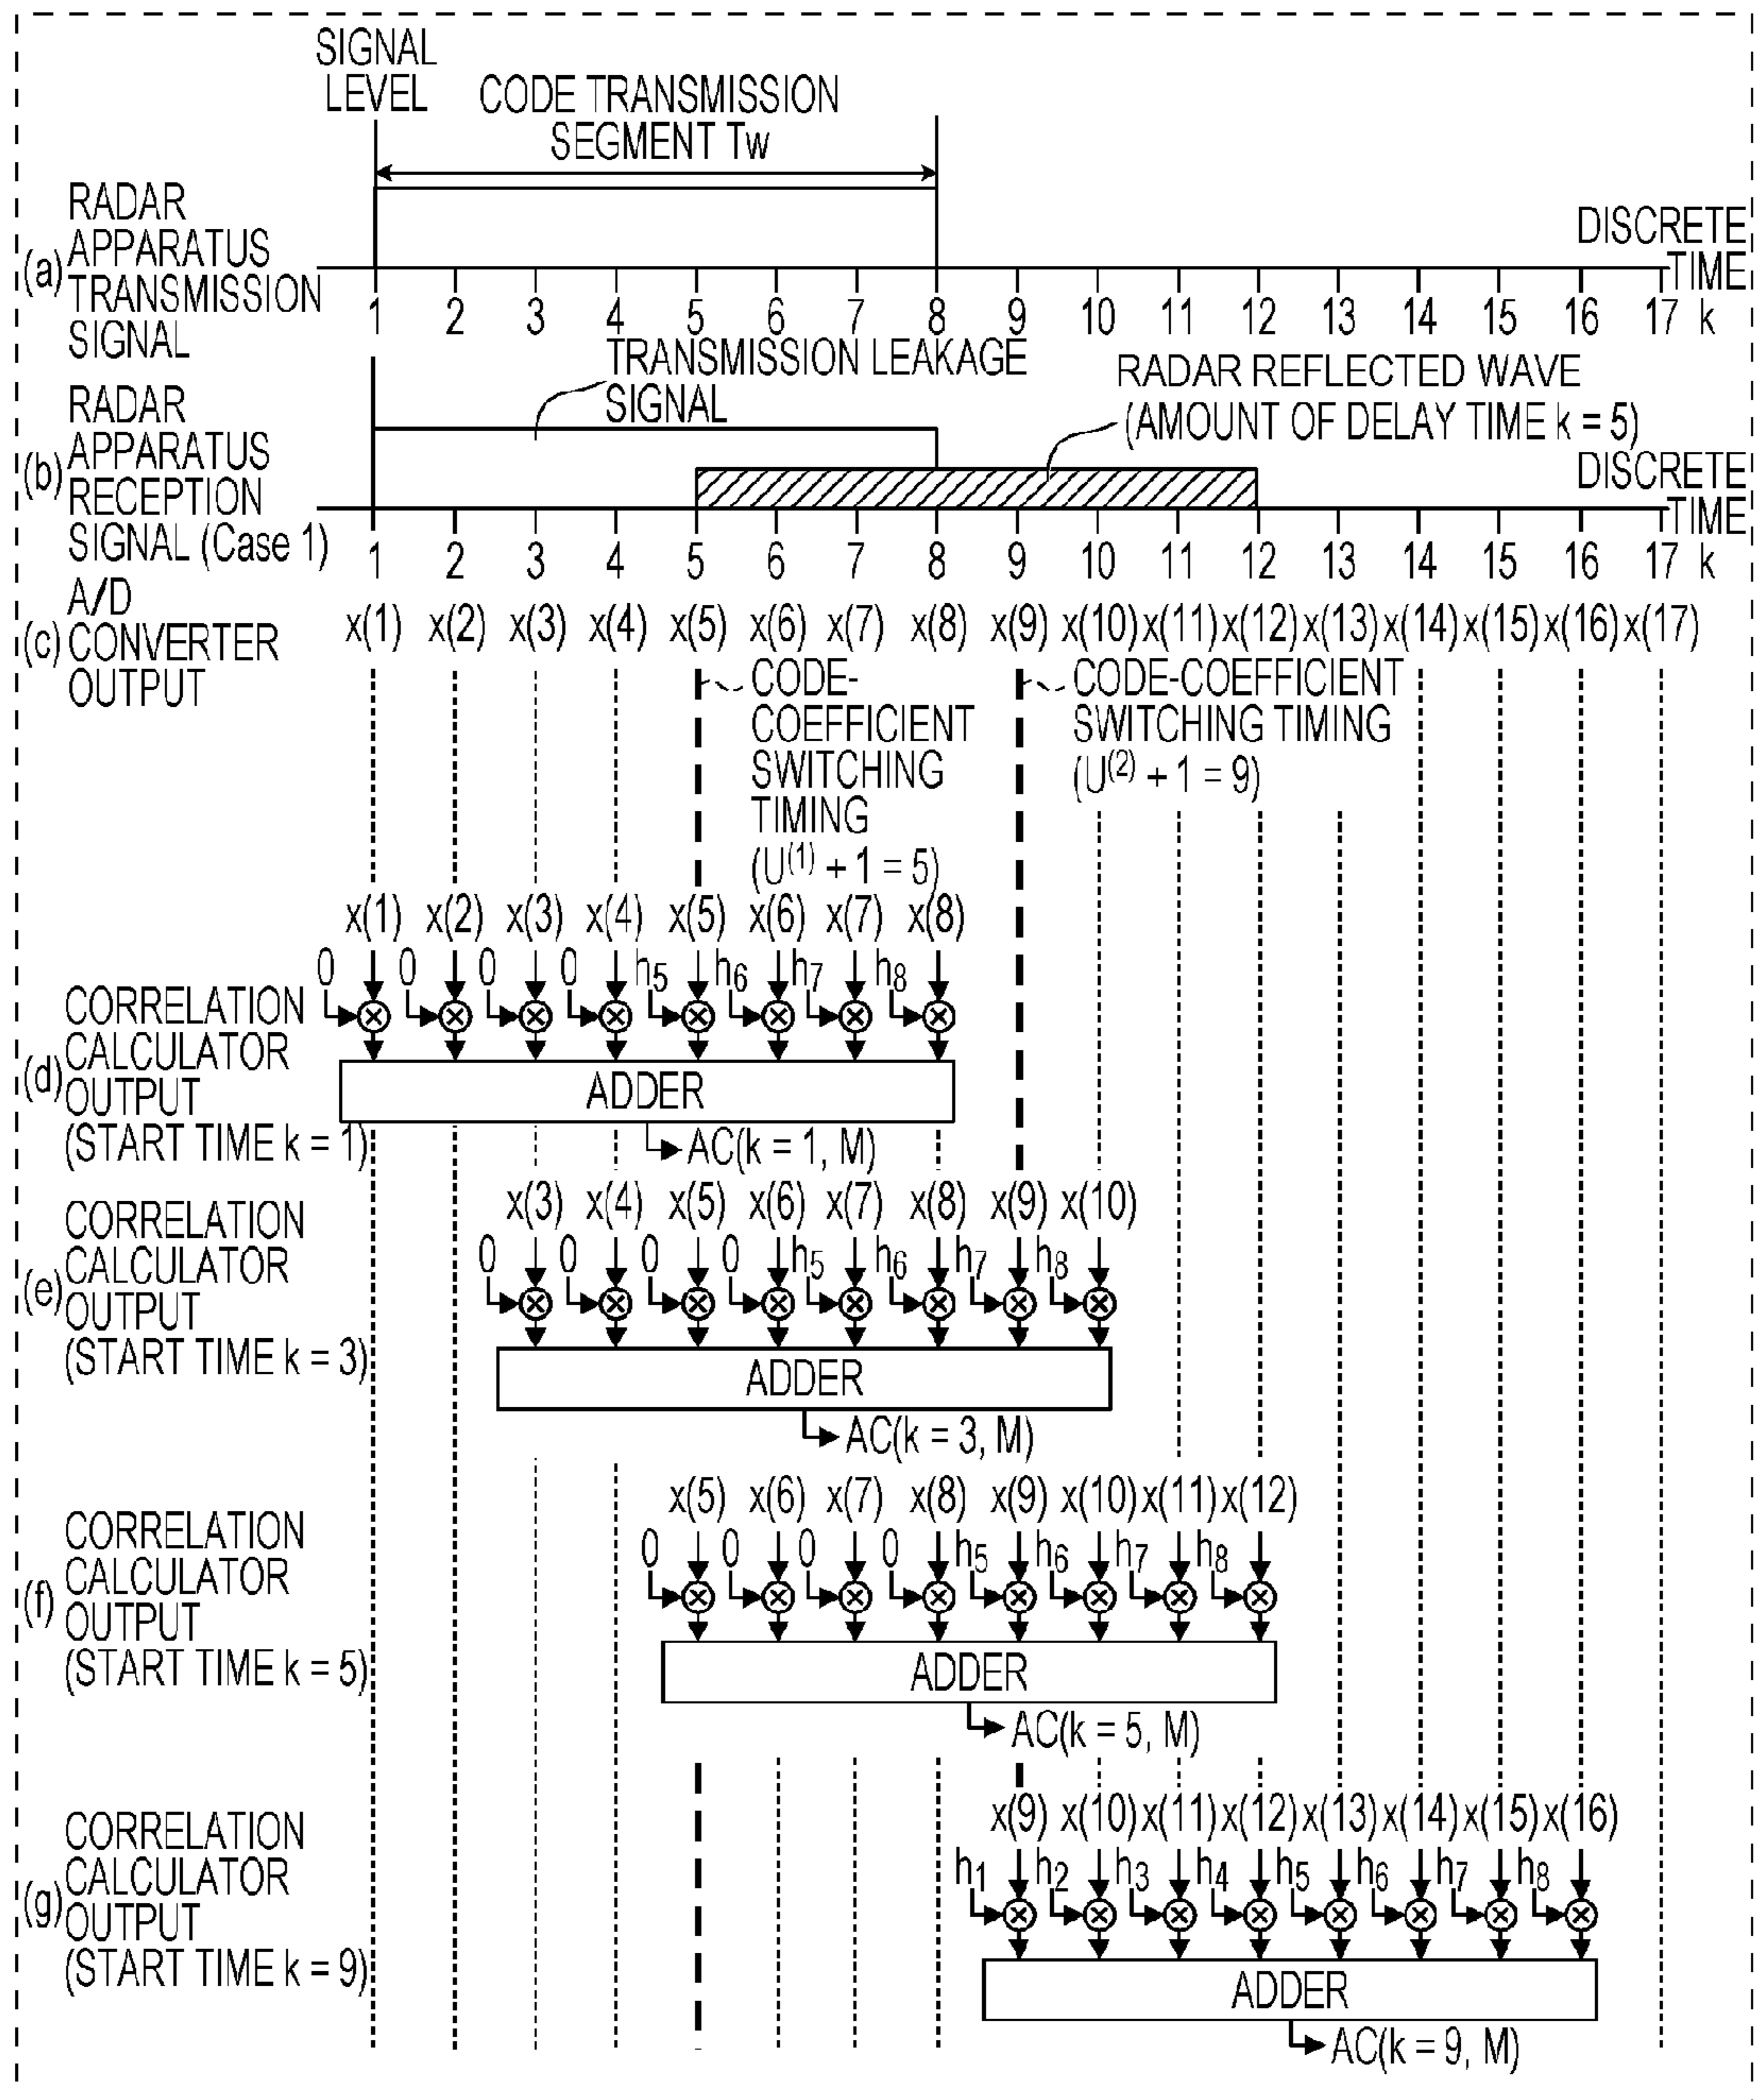 SIGNAL
LEVEL
CODE TRANSMISSION
SEGMENT Tw
(a)
RADAR
APPARATUS
TRANSMISSION
SIGNAL
DISCRETE
TIME
1 2 3 4 5 6 7 8 9 10 11 12 13 14 15 16 17 k
TRANSMISSION LEAKAGE
SIGNAL
RADAR REFLECTED WAVE
(AMOUNT OF DELAY TIME k = 5)
(b)
RADAR
APPARATUS
RECEPTION
SIGNAL (Case 1)
DISCRETE
TIME
1 2 3 4 5 6 7 8 9 10 11 12 13 14 15 16 17 k
(c)
A/D
CONVERTER
OUTPUT
x(1) x(2) x(3) x(4) x(5) x(6) x(7) x(8) x(9) x(10) x(11) x(12) x(13) x(14) x(15) x(16) x(17)
CODE-
COEFFICIENT
SWITCHING
TIMING
(U(1) + 1 = 5)
CODE-COEFFICIENT
SWITCHING TIMING
(U(2) + 1 = 9)
x(1) x(2) x(3) x(4) x(5) x(6) x(7) x(8)
0 0 0 0 h5 h6 h7 h8
(d)
CORRELATION
CALCULATOR
OUTPUT
(START TIME k = 1)
ADDER
AC(k = 1, M)
x(3) x(4) x(5) x(6) x(7) x(8) x(9) x(10)
0 0 0 0 h5 h6 h7 h8
(e)
CORRELATION
CALCULATOR
OUTPUT
(START TIME k = 3)
ADDER
AC(k = 3, M)
x(5) x(6) x(7) x(8) x(9) x(10) x(11) x(12)
0 0 0 0 h5 h6 h7 h8
(f)
CORRELATION
CALCULATOR
OUTPUT
(START TIME k = 5)
ADDER
AC(k = 5, M)
x(9) x(10) x(11) x(12) x(13) x(14) x(15) x(16)
h1 h2 h3 h4 h5 h6 h7 h8
(g)
CORRELATION
CALCULATOR
OUTPUT
(START TIME k = 9)
ADDER
AC(k = 9, M)